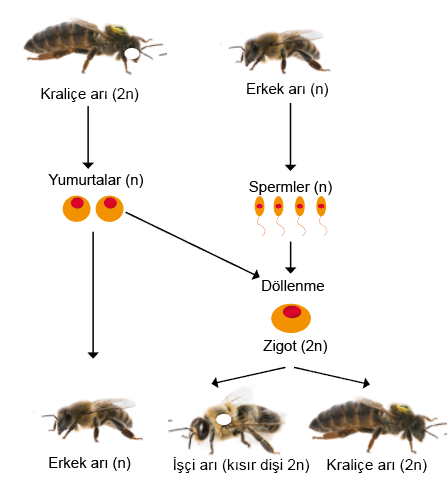 Kraliçe arı (2n)
Erkek arı (n)
Yumurtalar (n)
Spermler (n)
Döllenme
Zigot (2n)
Erkek arı (n)
İşçi arı (kısır dişi 2n)
Kraliçe arı (2n)